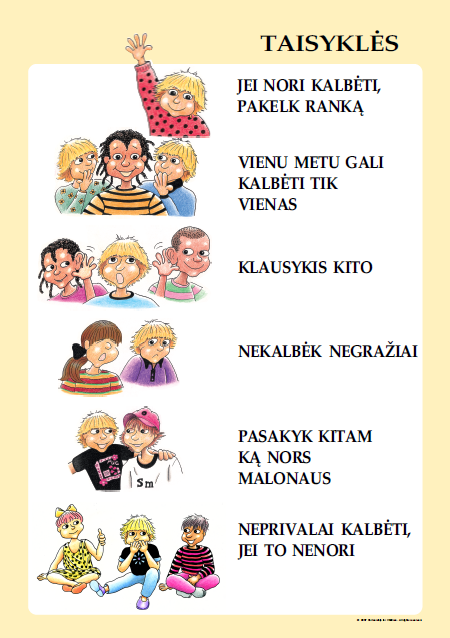 TAISYKLĖS
JEI NORI KALBĖTI,
PAKELK RANKĄ
VIENU METU GALI
KALBĖTI TIK
VIENAS
KLAUSYKIS KITO
NEKALBĖK NEGRAŽIAI
PASAKYK KITAM
KĄ NORS
MALONAUS
Sm
NEPRIVALAI KALBĖTI,
JEI TO NENORI